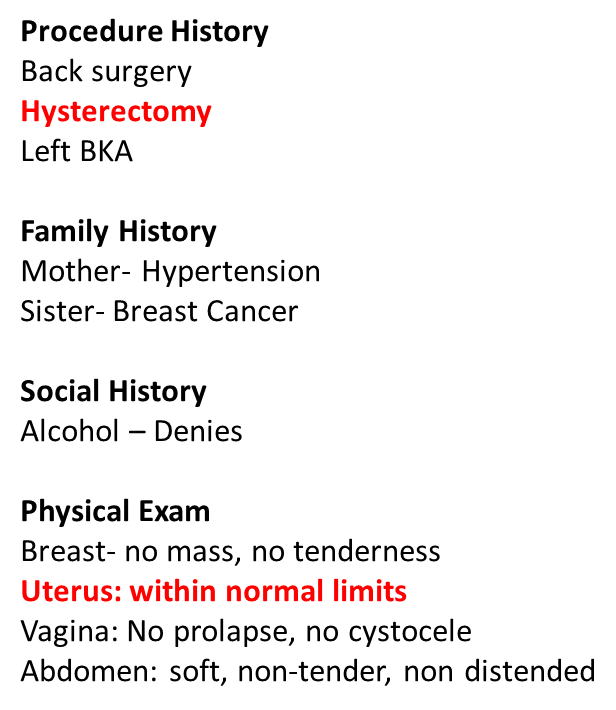 Procedure History
Back surgery
Hysterectomy
Left BKA
Family History
Mother- Hypertension
Sister- Breast Cancer
Social History
Alcohol – Denies
Physical Exam
Breast- no mass, no tenderness
Uterus: within normal limits
Vagina: No prolapse, no cystocele
Abdomen: soft, non-tender, non distended